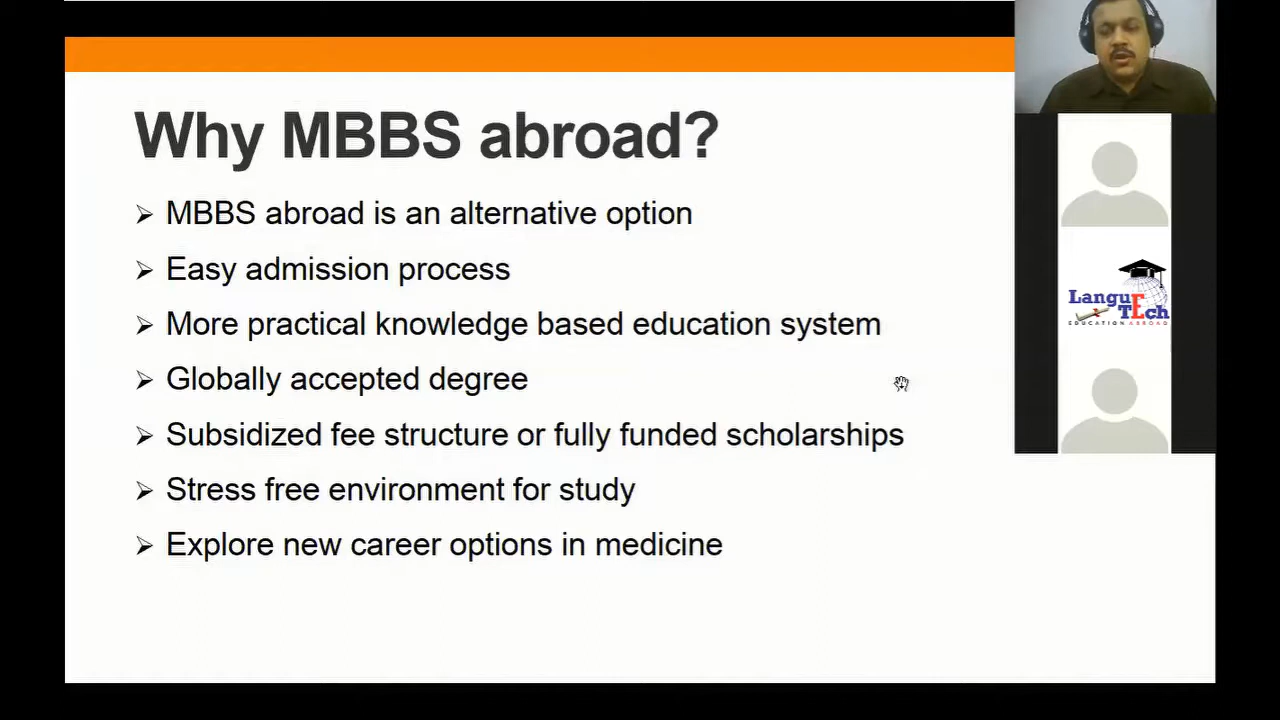 Why MBBS abroad?
MBBS abroad is an alternative option
Easy admission process
More practical knowledge based education system
Globally accepted degree
Subsidized fee structure or fully funded scholarships
Stress free environment for study
Explore new career options in medicine
LanguE
TEch
EDUCATION ABROAD